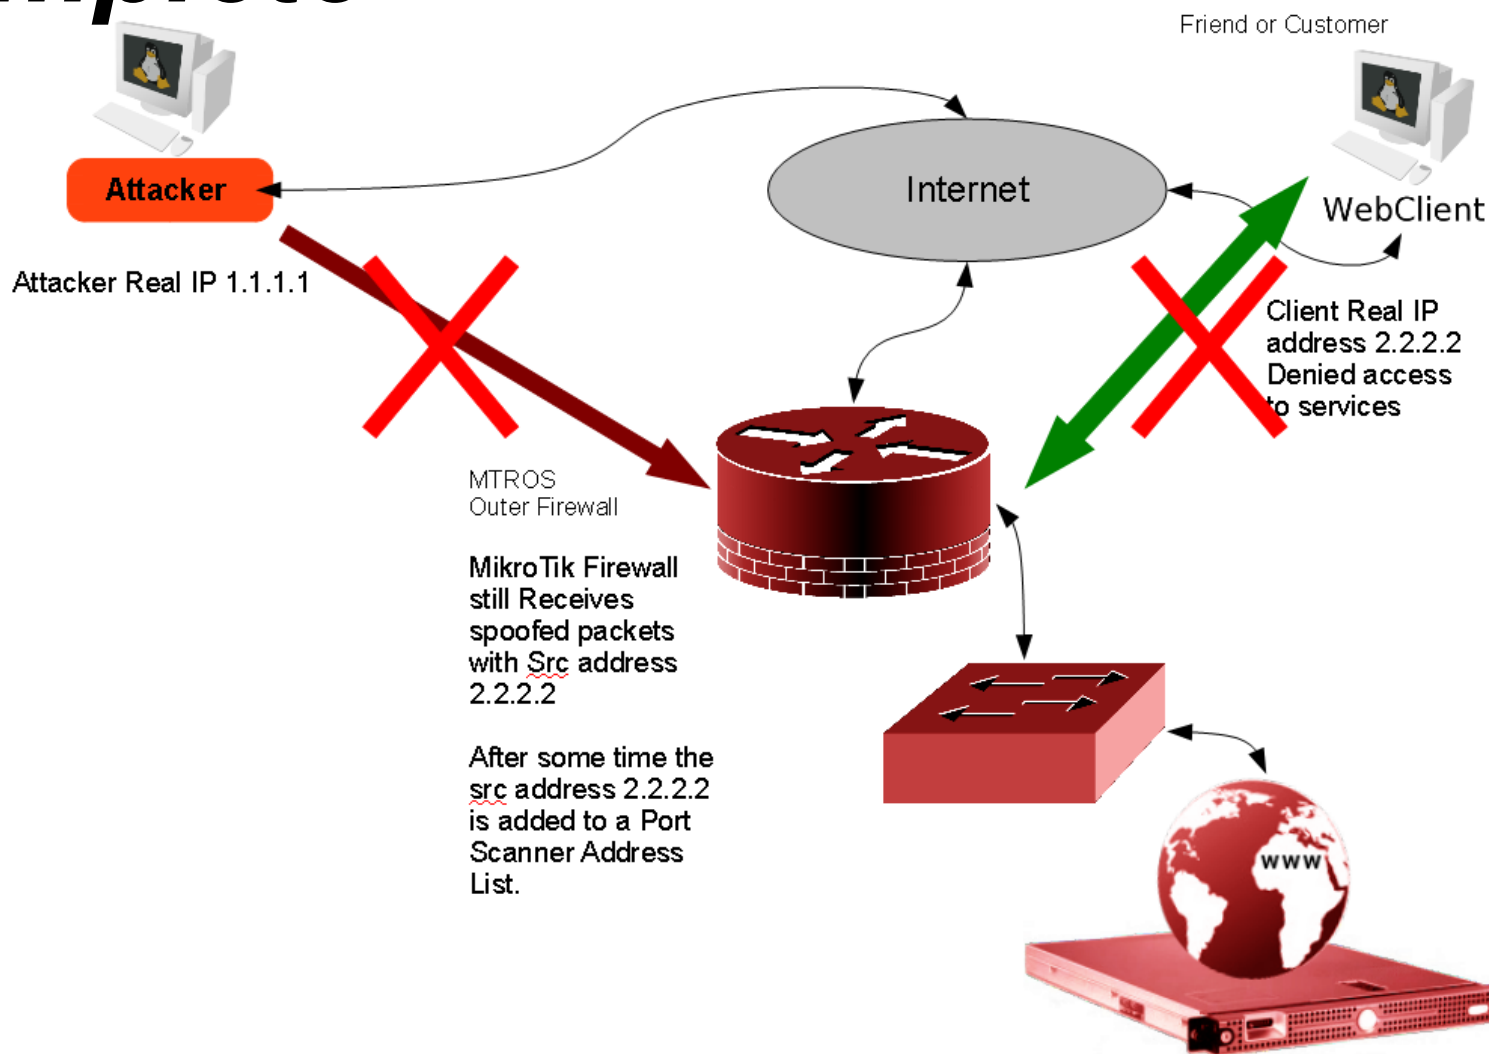 Friend or Customer
Attacker
Internet
WebClient
Attacker Real IP 1.1.1.1
Client Real IP
address 2.2.2.2
Denied access
to services
MTROS
Outer Firewall
MikroTik Firewall
still Receives
spoofed packets
with Src address
2.2.2.2
After some time the
src address 2.2.2.2
is added to a Port
Scanner Address
List.
www